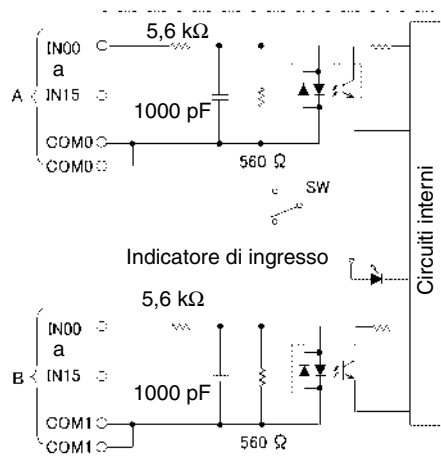 5,6 kΩ
IN00
a
A
IN15
1000 pF
COM0
COM0
560 Ω
SW
Indicatore di ingresso
Circuiti interni
5,6 kΩ
IN00
a
B
IN15
1000 pF
COM1
COM1
560 Ω